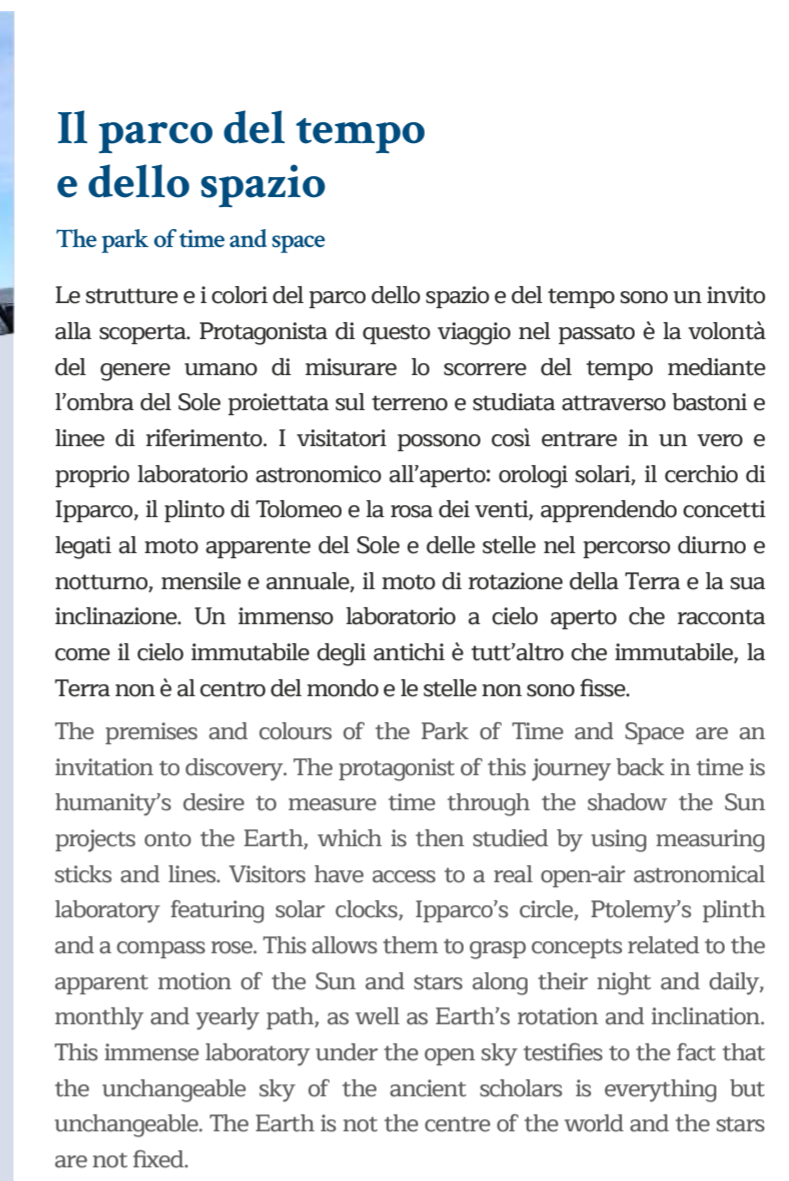 Il parco del tempo
e dello spazio
The park of time and space
Le strutture e i colori del parco dello spazio e del tempo sono un invito
alla scoperta. Protagonista di questo viaggio nel passato è la volontà
del genere umano di misurare lo scorrere del tempo mediante
l’ombra del Sole proiettata sul terreno e studiata attraverso bastoni e
linee di riferimento. I visitatori possono così entrare in un vero e
proprio laboratorio astronomico all’aperto: orologi solari, il cerchio di
Ipparco, il plinto di Tolomeo e la rosa dei venti, apprendendo concetti
legati al moto apparente del Sole e delle stelle nel percorso diurno e
notturno, mensile e annuale, il moto di rotazione della Terra e la sua
inclinazione. Un immenso laboratorio a cielo aperto che racconta
come il cielo immutabile degli antichi è tutt’altro che immutabile, la
Terra non è al centro del mondo e le stelle non sono fisse.
The premises and colours of the Park of Time and Space are an
invitation to discovery. The protagonist of this journey back in time is
humanity’s desire to measure time through the shadow the Sun
projects onto the Earth, which is then studied by using measuring
sticks and lines. Visitors have access to a real open-air astronomical
laboratory featuring solar clocks, Ipparco’s circle, Ptolemy’s plinth
and a compass rose. This allows them to grasp concepts related to the
apparent motion of the Sun and stars along their night and daily,
monthly and yearly path, as well as Earth’s rotation and inclination.
This immense laboratory under the open sky testifies to the fact that
the unchangeable sky of the ancient scholars is everything but
unchangeable. The Earth is not the centre of the world and the stars
are not fixed.